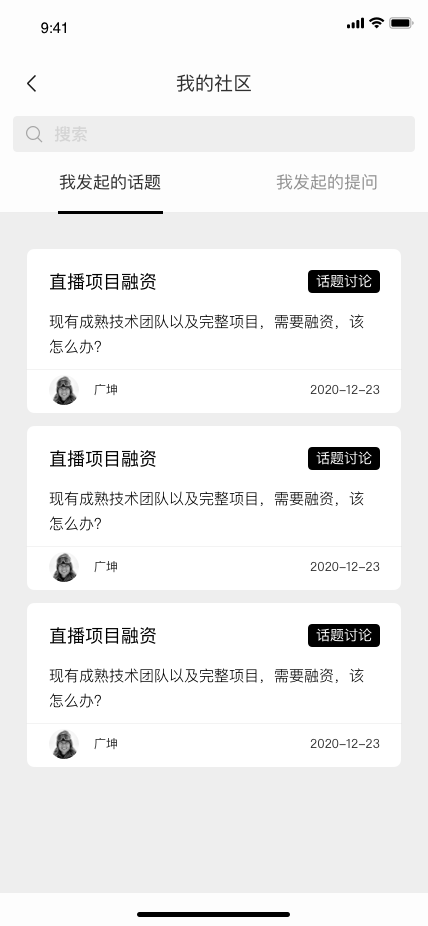 9:41
我的社区
搜索
我发起的话题
我发起的提问
直播项目融资
话题讨论
现有成熟技术团队以及完整项目，需要融资，该
怎么办？
广坤
2020-12-23
直播项目融资
话题讨论
现有成熟技术团队以及完整项目，需要融资，该
怎么办？
广坤
2020-12-23
直播项目融资
话题讨论
现有成熟技术团队以及完整项目，需要融资，该
怎么办？
广坤
2020-12-23